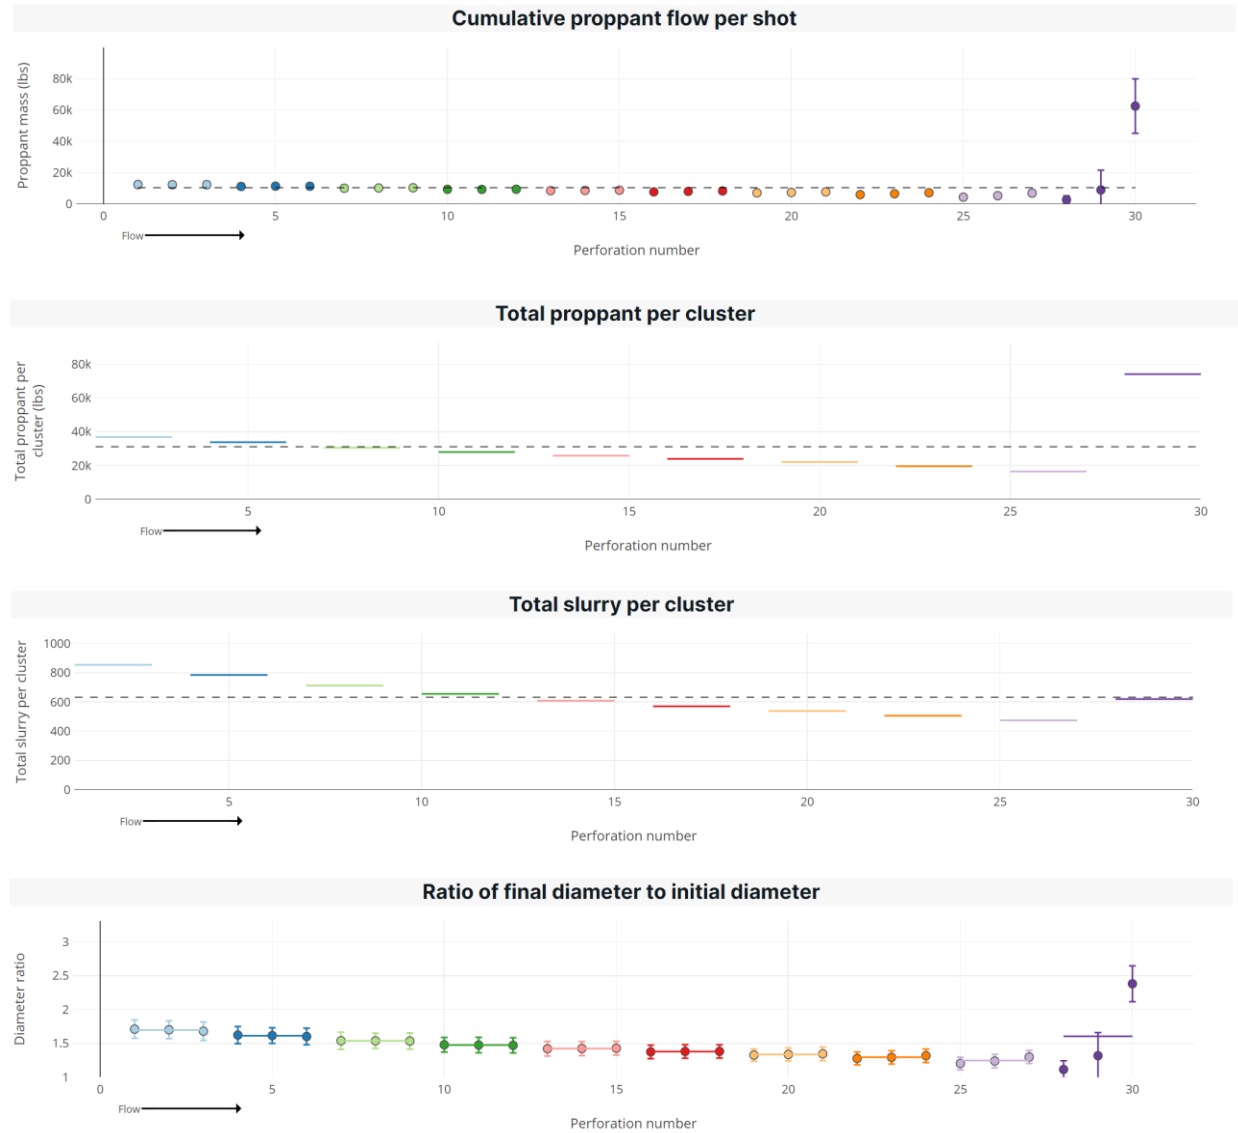 Cumulative proppant flow per shot
Proppant mass (lbs)
80k
60k
40k
20k
0
0 5 10 15 20 25 30
Flow
Perforation number
Total proppant per cluster
Total proppant per
cluster (lbs)
80k
60k
40k
20k
0
5 10 15 20 25 30
Flow
Perforation number
Total slurry per cluster
Total slurry per cluster
1000
800
600
400
200
0
5 10 15 20 25 30
Flow
Perforation number
Ratio of final diameter to initial diameter
Diameter ratio
3
2.5
2
1.5
1
0 5 10 15 20 25 30
Flow
Perforation number